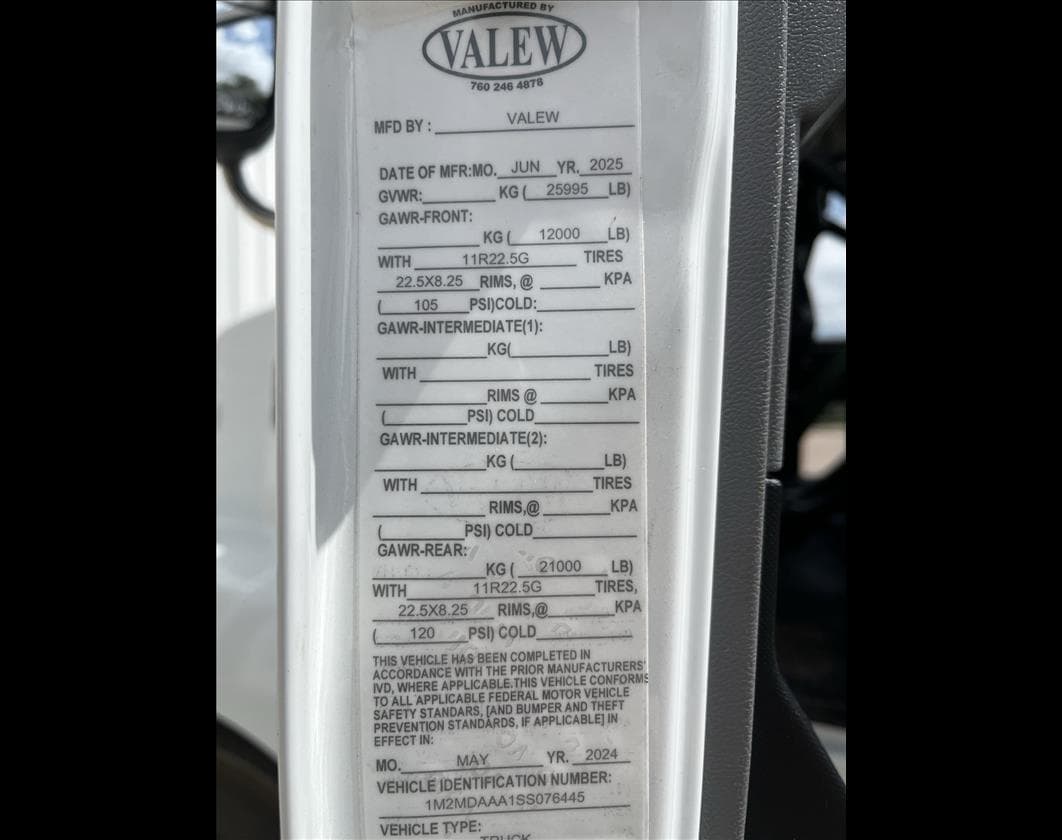 MANUFACTURED BY
VALEW
760 246 4878
MFD BY : VALEW
DATE OF MFR:MO. JUN YR. 2025
GVWR: KG ( 25995 LB)
GAWR-FRONT:
KG ( 12000 LB)
WITH 11R22.5G TIRES
22.5X8.25 RIMS, @ KPA
( 105 PSI)COLD:
GAWR-INTERMEDIATE(1):
KG( LB)
WITH TIRES
RIMS @ KPA
( PSI) COLD
GAWR-INTERMEDIATE(2):
KG ( LB)
WITH TIRES
RIMS,@ KPA
( PSI) COLD
GAWR-REAR:
KG ( 21000 LB)
WITH 11R22.5G TIRES,
22.5X8.25 RIMS,@ KPA
( 120 PSI) COLD
THIS VEHICLE HAS BEEN COMPLETED IN
ACCORDANCE WITH THE PRIOR MANUFACTURERS'
IVD, WHERE APPLICABLE.THIS VEHICLE CONFORMS
TO ALL APPLICABLE FEDERAL MOTOR VEHICLE
SAFETY STANDARS, [AND BUMPER AND THEFT
PREVENTION STANDARDS, IF APPLICABLE] IN
EFFECT IN:
MO. MAY YR. 2024
VEHICLE IDENTIFICATION NUMBER:
1M2MDAAA1SS076445
VEHICLE TYPE:
TRUCK